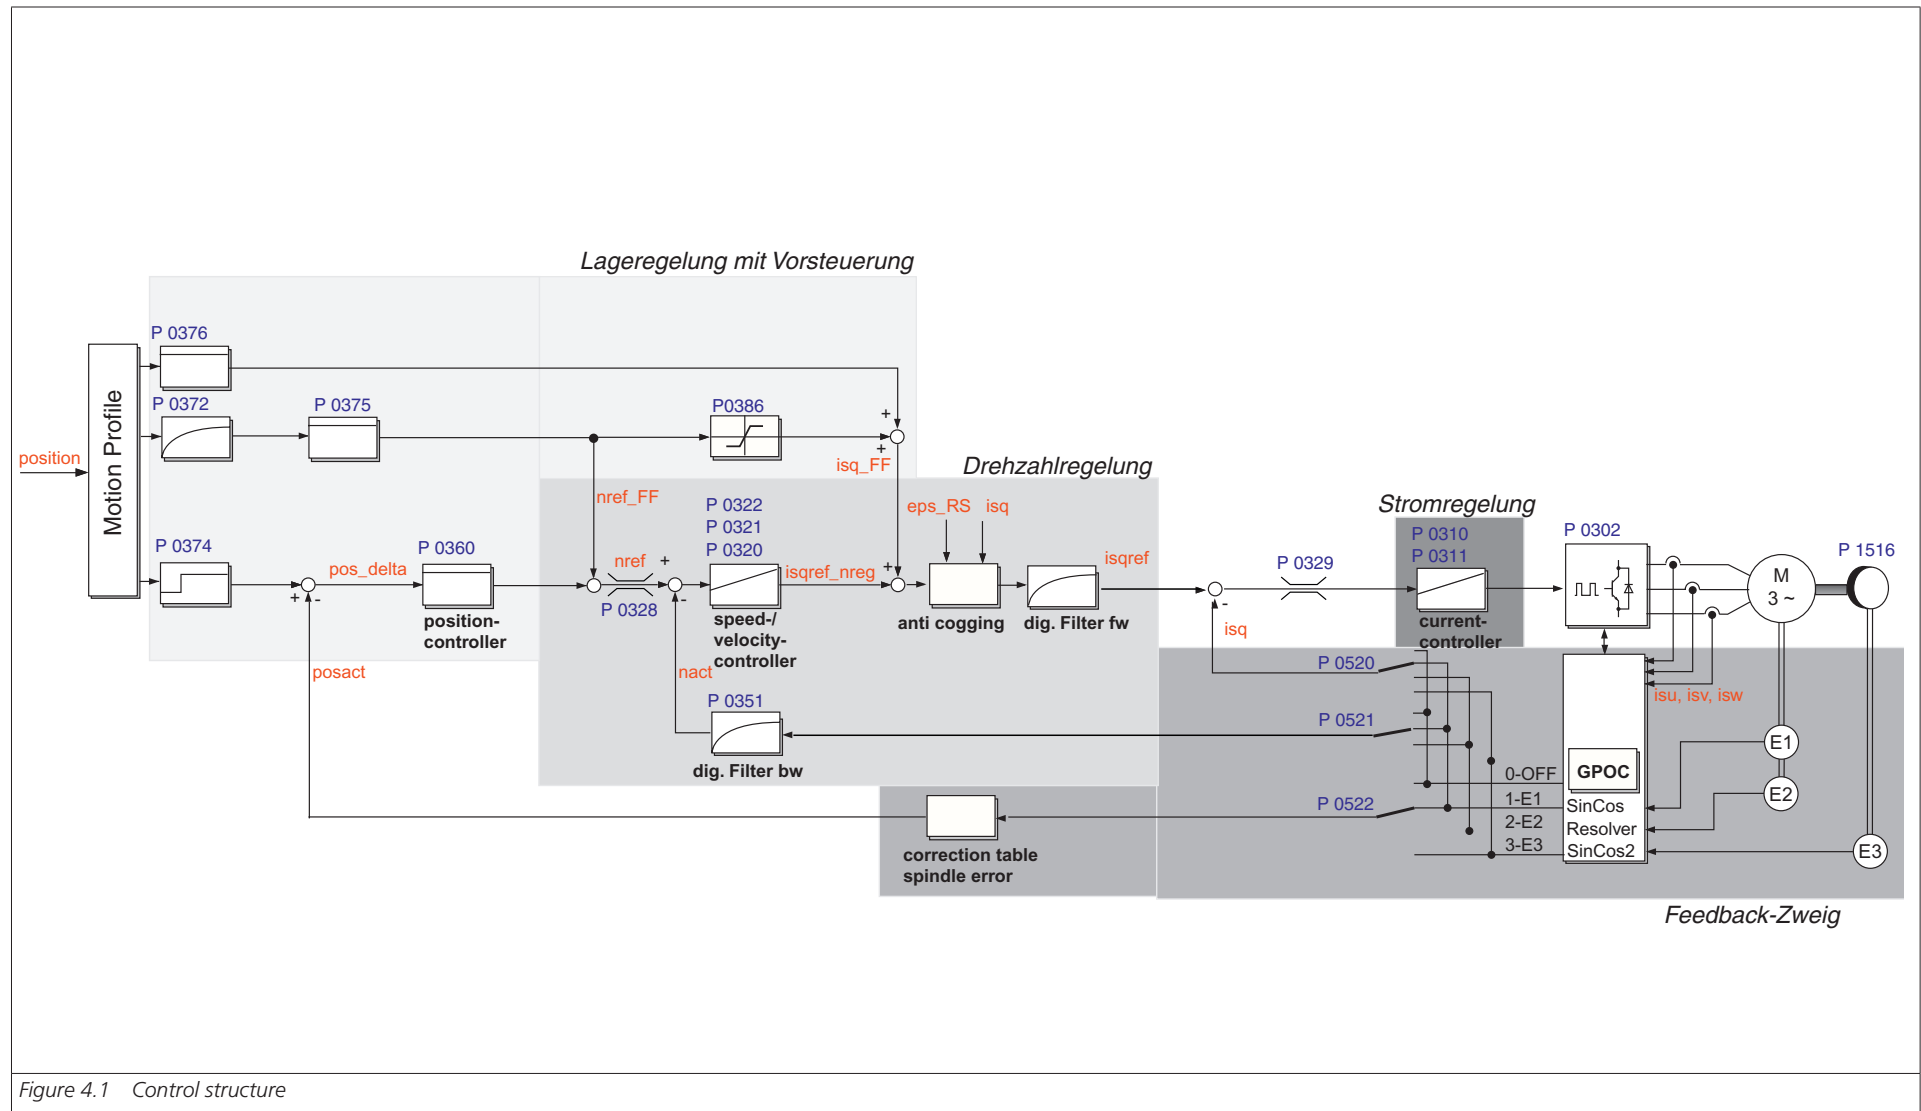 Lageregelung mit Vorsteuerung
P 0376
Motion Profile
position
P 0372
P 0375
P0386
+
+
isq_FF
nref_FF
Drehzahlregelung
P 0322
P 0321
P 0320
eps_RS
isq
P 0374
+
-
pos_delta
P 0360
position-
controller
nref
P 0328
+
-
speed-/
velocity-
controller
isqref_nreg
+
anti cogging
dig. Filter fw
isqref
-
isq
P 0329
Stromregelung
P 0310
P 0311
current-
controller
P 0302
M
3 ~
P 1516
posact
nact
P 0351
dig. Filter bw
P 0520
P 0521
P 0522
isu, isv, isw
E1
E2
E3
GPOC
0-OFF
1-E1
2-E2
3-E3
SinCos
Resolver
SinCos2
correction table
spindle error
Feedback-Zweig
Figure 4.1 Control structure